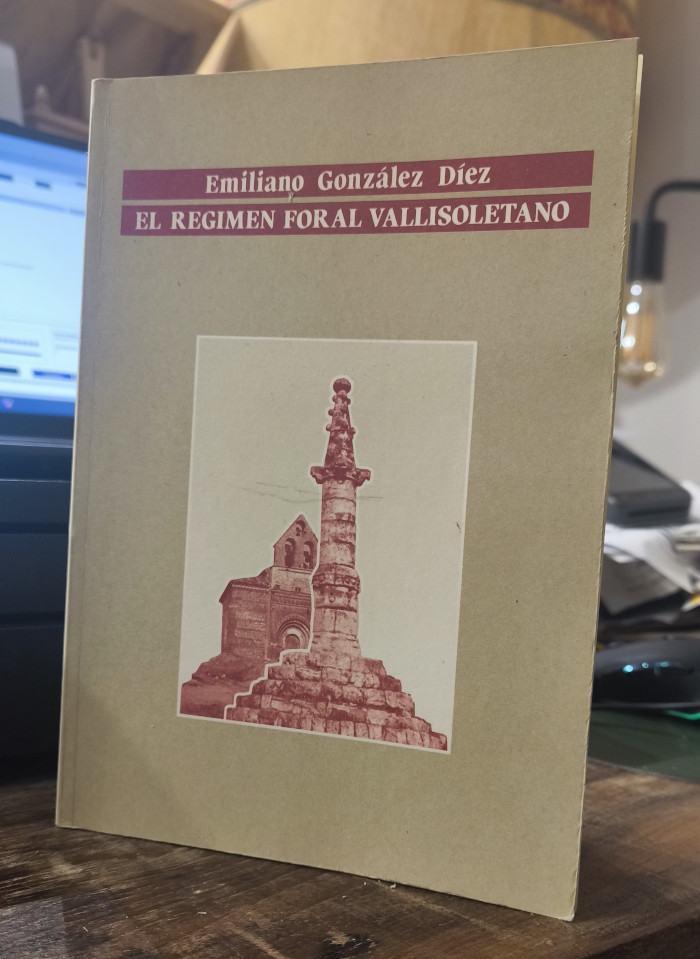 Emiliano González Díez
EL REGIMEN FORAL VALLISOLETANO